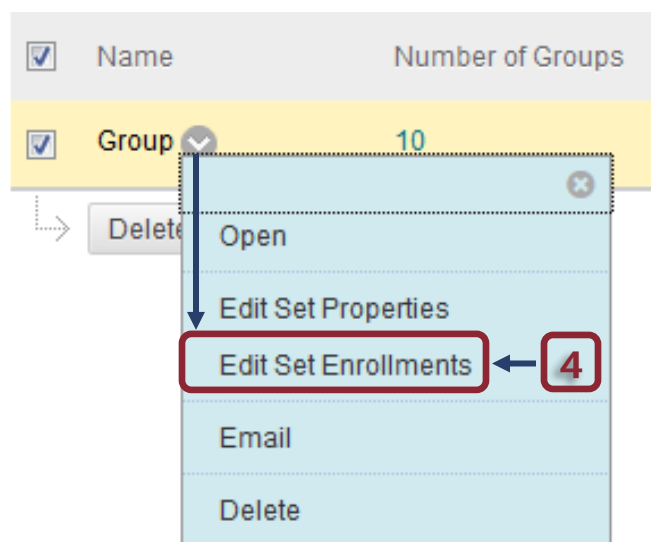 Name Number of Groups
Group 10
Delete
Open
Edit Set Properties
Edit Set Enrollments 4
Email
Delete